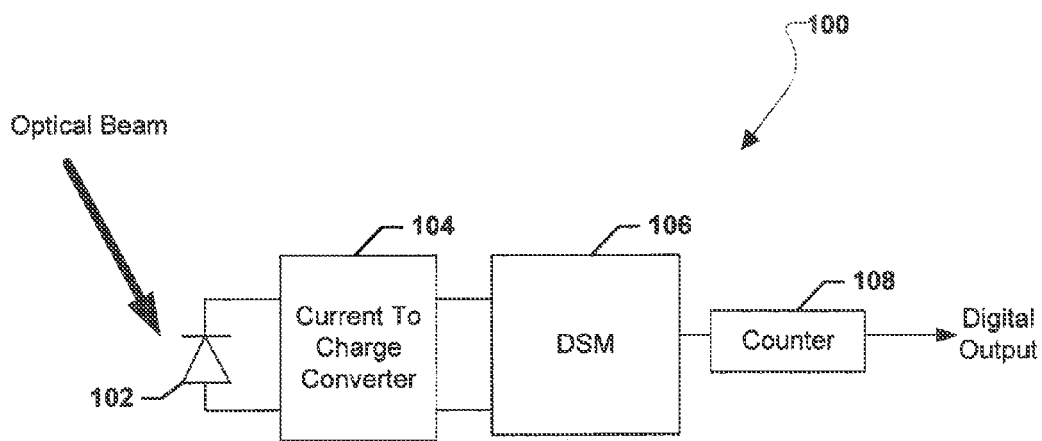 100
Optical Beam
104
106
108
Current To
Charge
Converter
DSM
Counter
Digital
Output
102